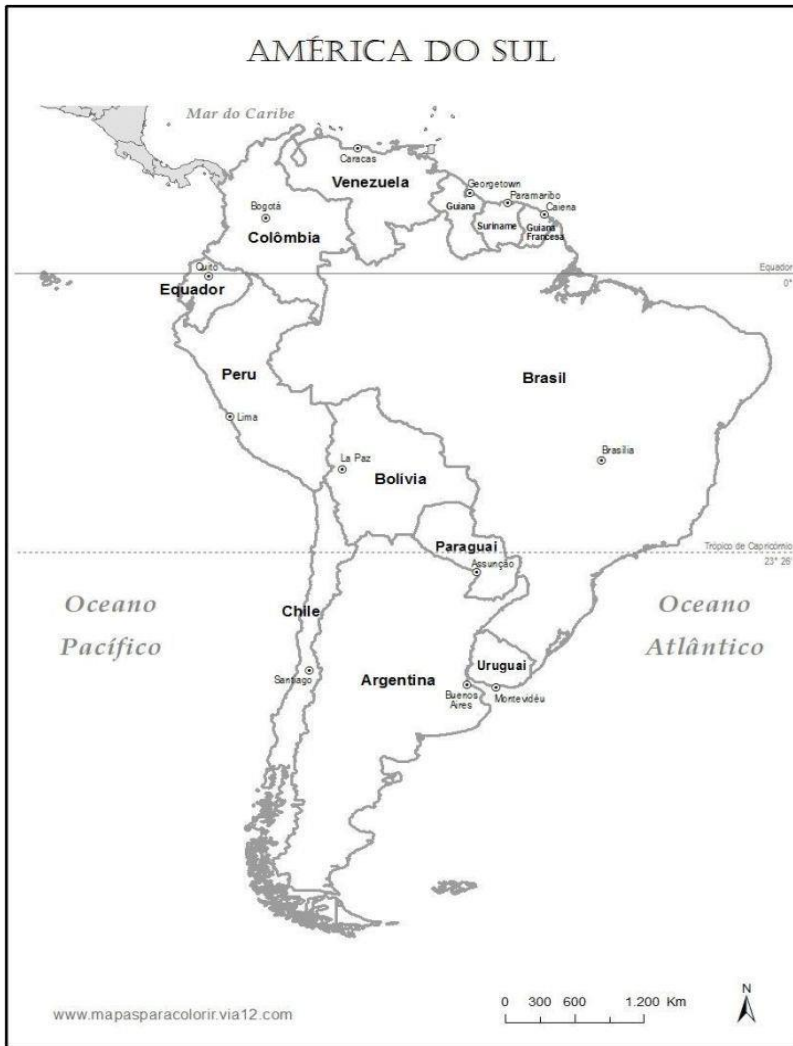 AMÉRICA DO SUL
Mar do Caribe
Caracas
Venezuela
Georgetown
Paramaribo
Caiena
Guiana
Suriname
Guiana
Francesa
Bogotá
Colômbia
Quito
Equador
Equador
0°
Peru
Brasil
Lima
La Paz
Brasília
Bolívia
Trópico de Capricórnio
23° 26'
Paraguai
Assunção
Oceano
Pacífico
Chile
Oceano
Atlântico
Santiago
Argentina
Uruguai
Buenos
Aires
Montevidéu
N
0 300 600 1.200 Km
www.mapasparacolorir.via12.com